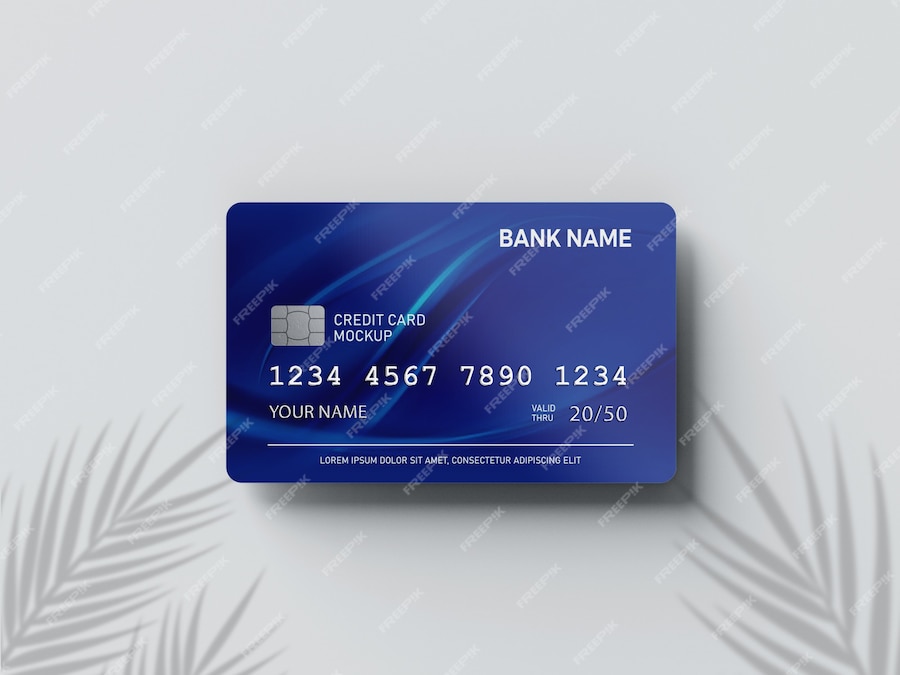 BANK NAME
CREDIT CARD
MOCKUP
1234 4567 7890 1234
YOUR NAME
VALID
THRU
20/50
LOREM IPSUM DOLOR SIT AMET, CONSECTETUR ADIPISCING ELIT
FREEPIK